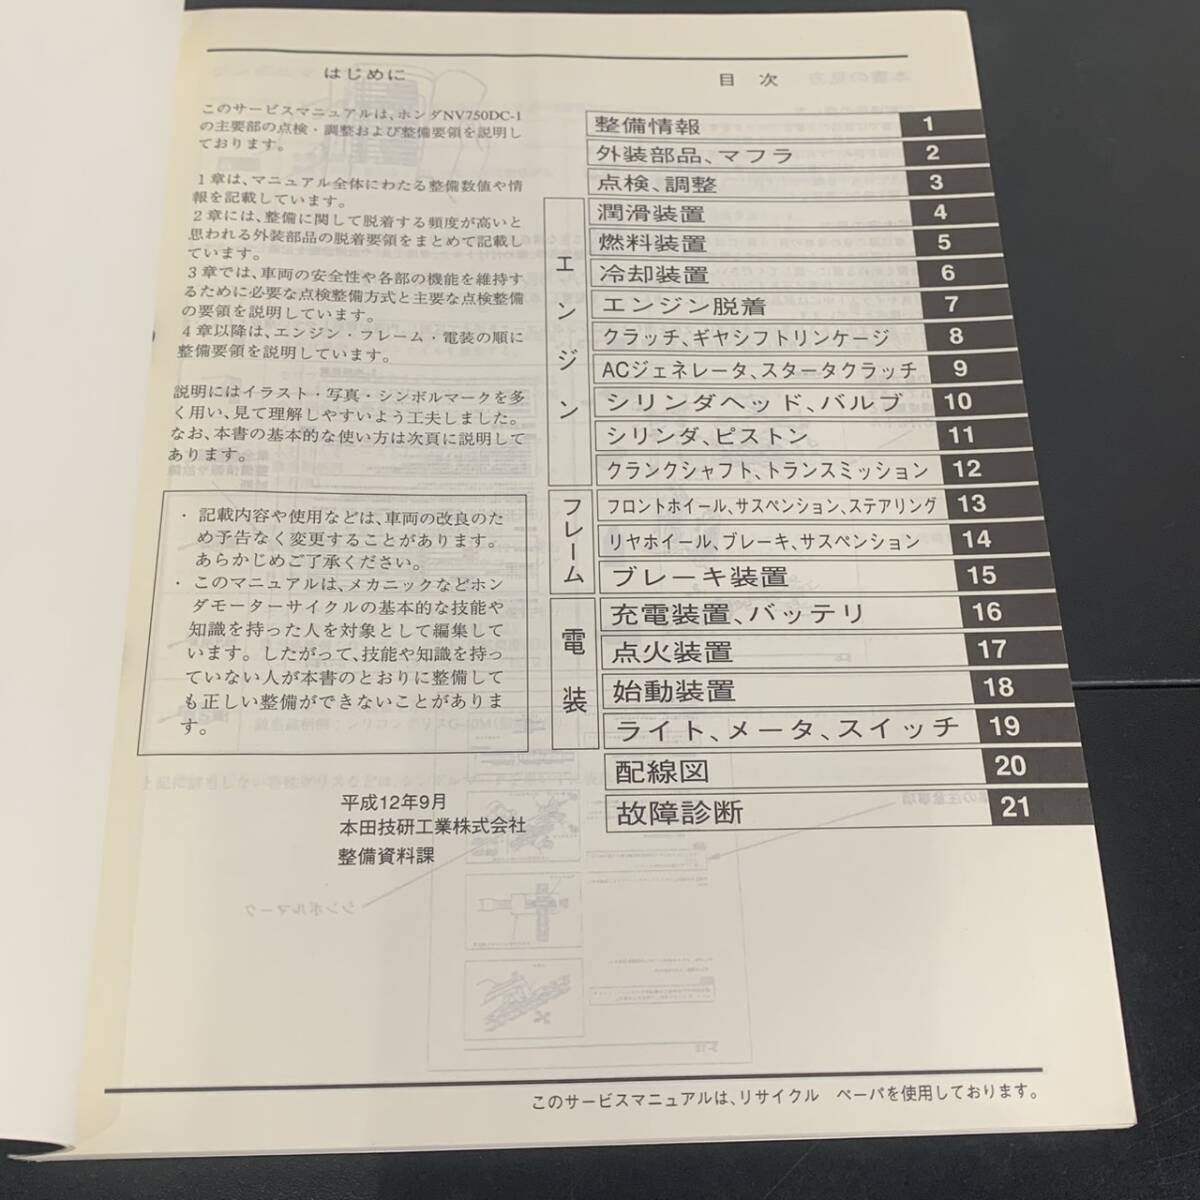 はじめに
このサービスマニュアルは、ホンダNV750DC-1
の主要部の点検・調整および整備要領を説明し
ております。
1章は、マニュアル全体にわたる整備数値や情
報を記載しています。
2章には、整備に関して脱着する頻度が高いと
思われる外装部品の脱着要領をまとめて記載し
ています。
3章では、車両の安全性や各部の機能を維持す
るために必要な点検整備方式と主要な点検整備
の要領を説明しています。
4章以降は、エンジン・フレーム・電装の順に
整備要領を説明しています。
説明にはイラスト・写真・シンボルマークを多
く用い、見て理解しやすいよう工夫しました。
なお、本書の基本的な使い方は次頁に説明して
あります。
・ 記載内容や使用などは、車両の改良のた
め予告なく変更することがあります。
あらかじめご了承ください。
・ このマニュアルは、メカニックなどホン
ダモーターサイクルの基本的な技能や
知識を持った人を対象として編集して
います。したがって、技能や知識を持っ
ていない人が本書のとおりに整備して
も正しい整備ができないことがありま
す。
平成12年9月
本田技研工業株式会社
整備資料課
目 次
整備情報 1
外装部品、マフラ 2
点検、調整 3
エンジン
潤滑装置 4
燃料装置 5
冷却装置 6
エンジン脱着 7
クラッチ、ギヤシフトリンケージ 8
ACジェネレータ、スタータクラッチ 9
シリンダヘッド、バルブ 10
シリンダ、ピストン 11
クランクシャフト、トランスミッション 12
フレーム
フロントホイール、サスペンション、ステアリング 13
リヤホイール、ブレーキ、サスペンション 14
ブレーキ装置 15
電装
充電装置、バッテリ 16
点火装置 17
始動装置 18
ライト、メータ、スイッチ 19
配線図 20
故障診断 21
シンボルマーク
このサービスマニュアルは、リサイクル ペーパを使用しております。